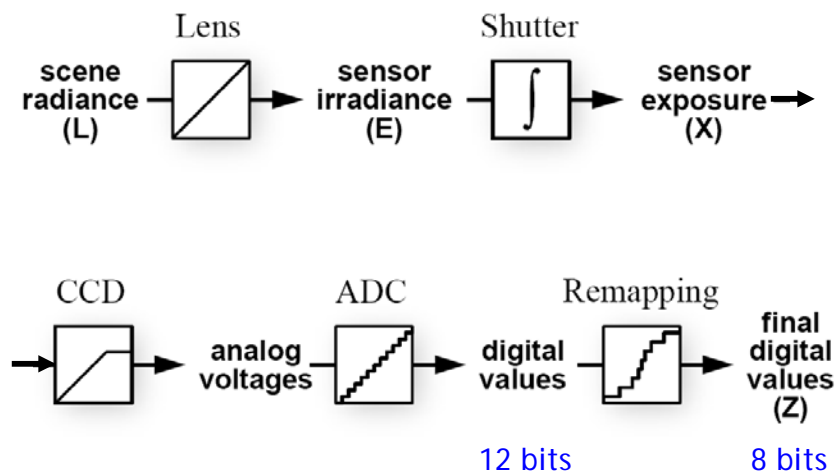 Lens
Shutter
scene
radiance
(L)
sensor
irradiance
(E)
∫
sensor
exposure
(X)
CCD
ADC
Remapping
analog
voltages
digital
values
final
digital
values
(Z)
12 bits
8 bits